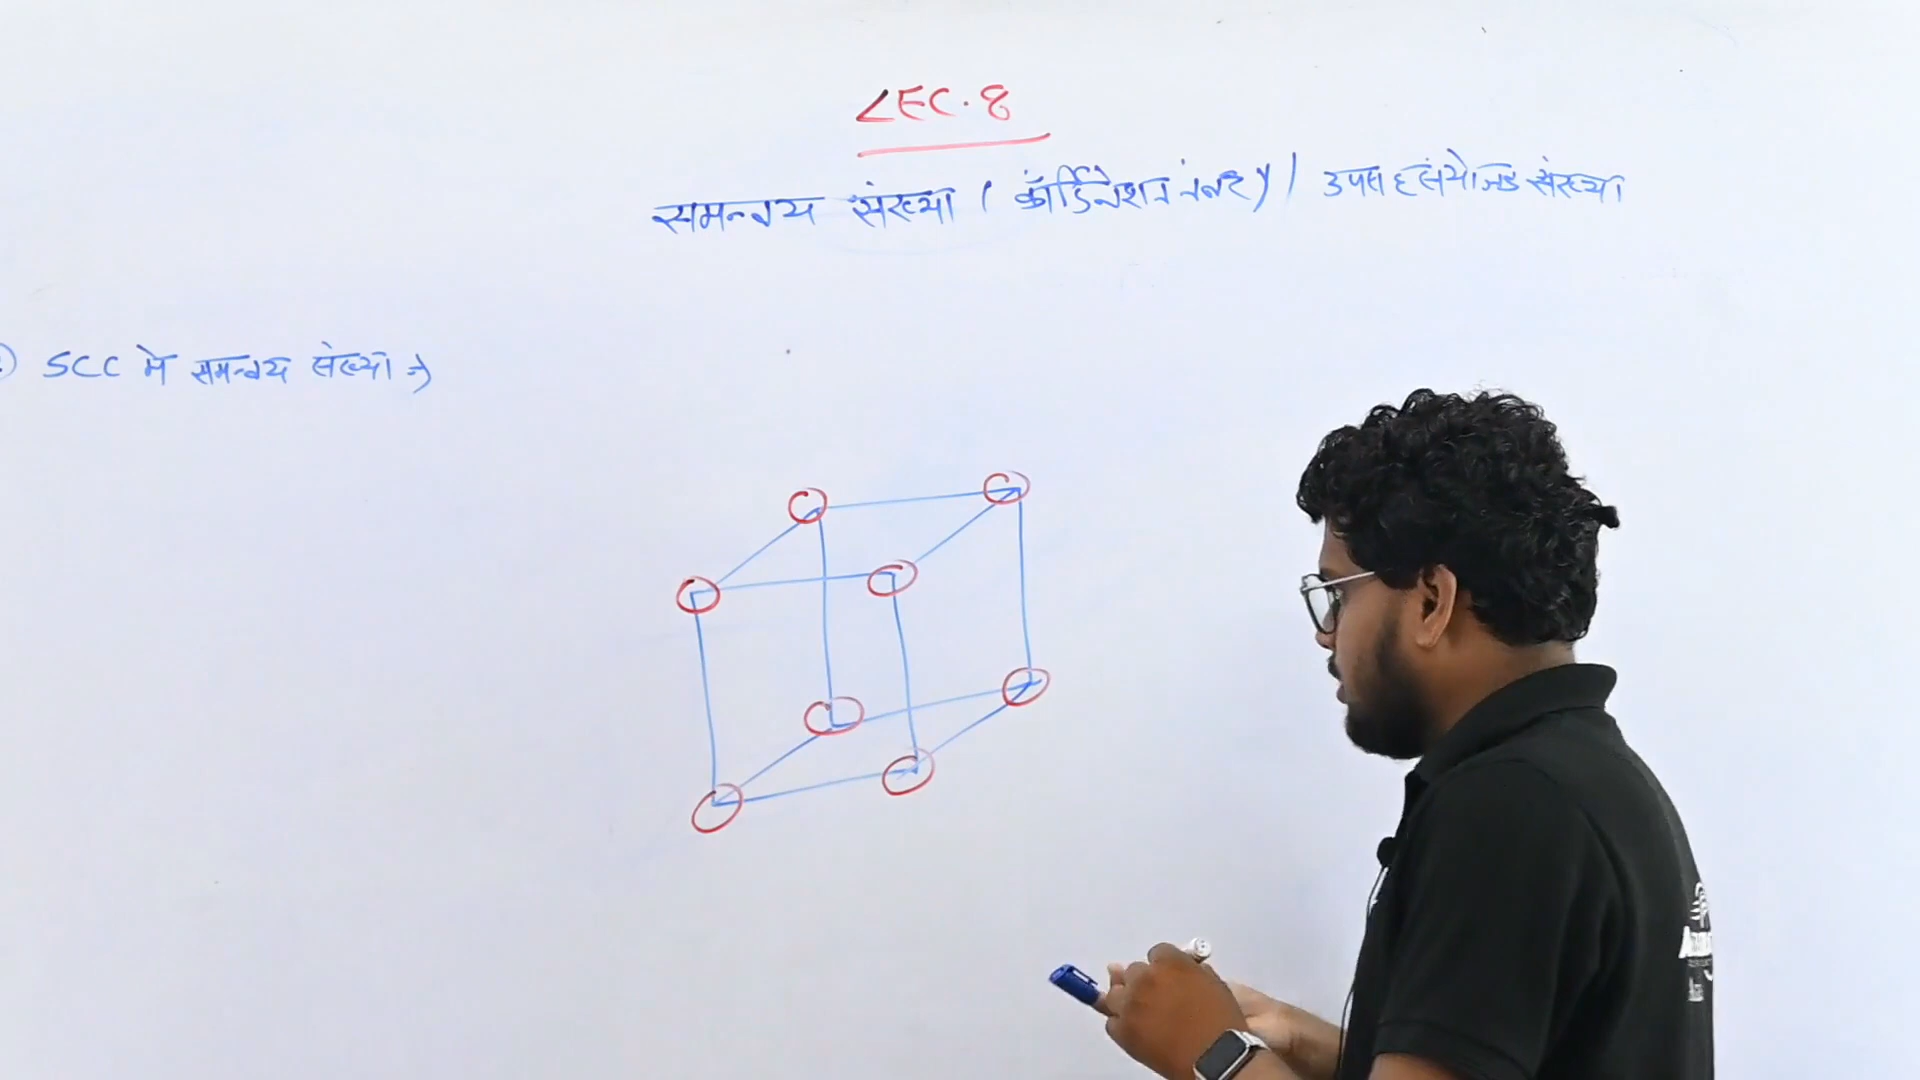 LEC. 8
समन्वय संख्या ( कॉर्डिनेशन नंबर ) / उपसहसंयोजक संख्या
SCC में समन्वय संख्या ⇒